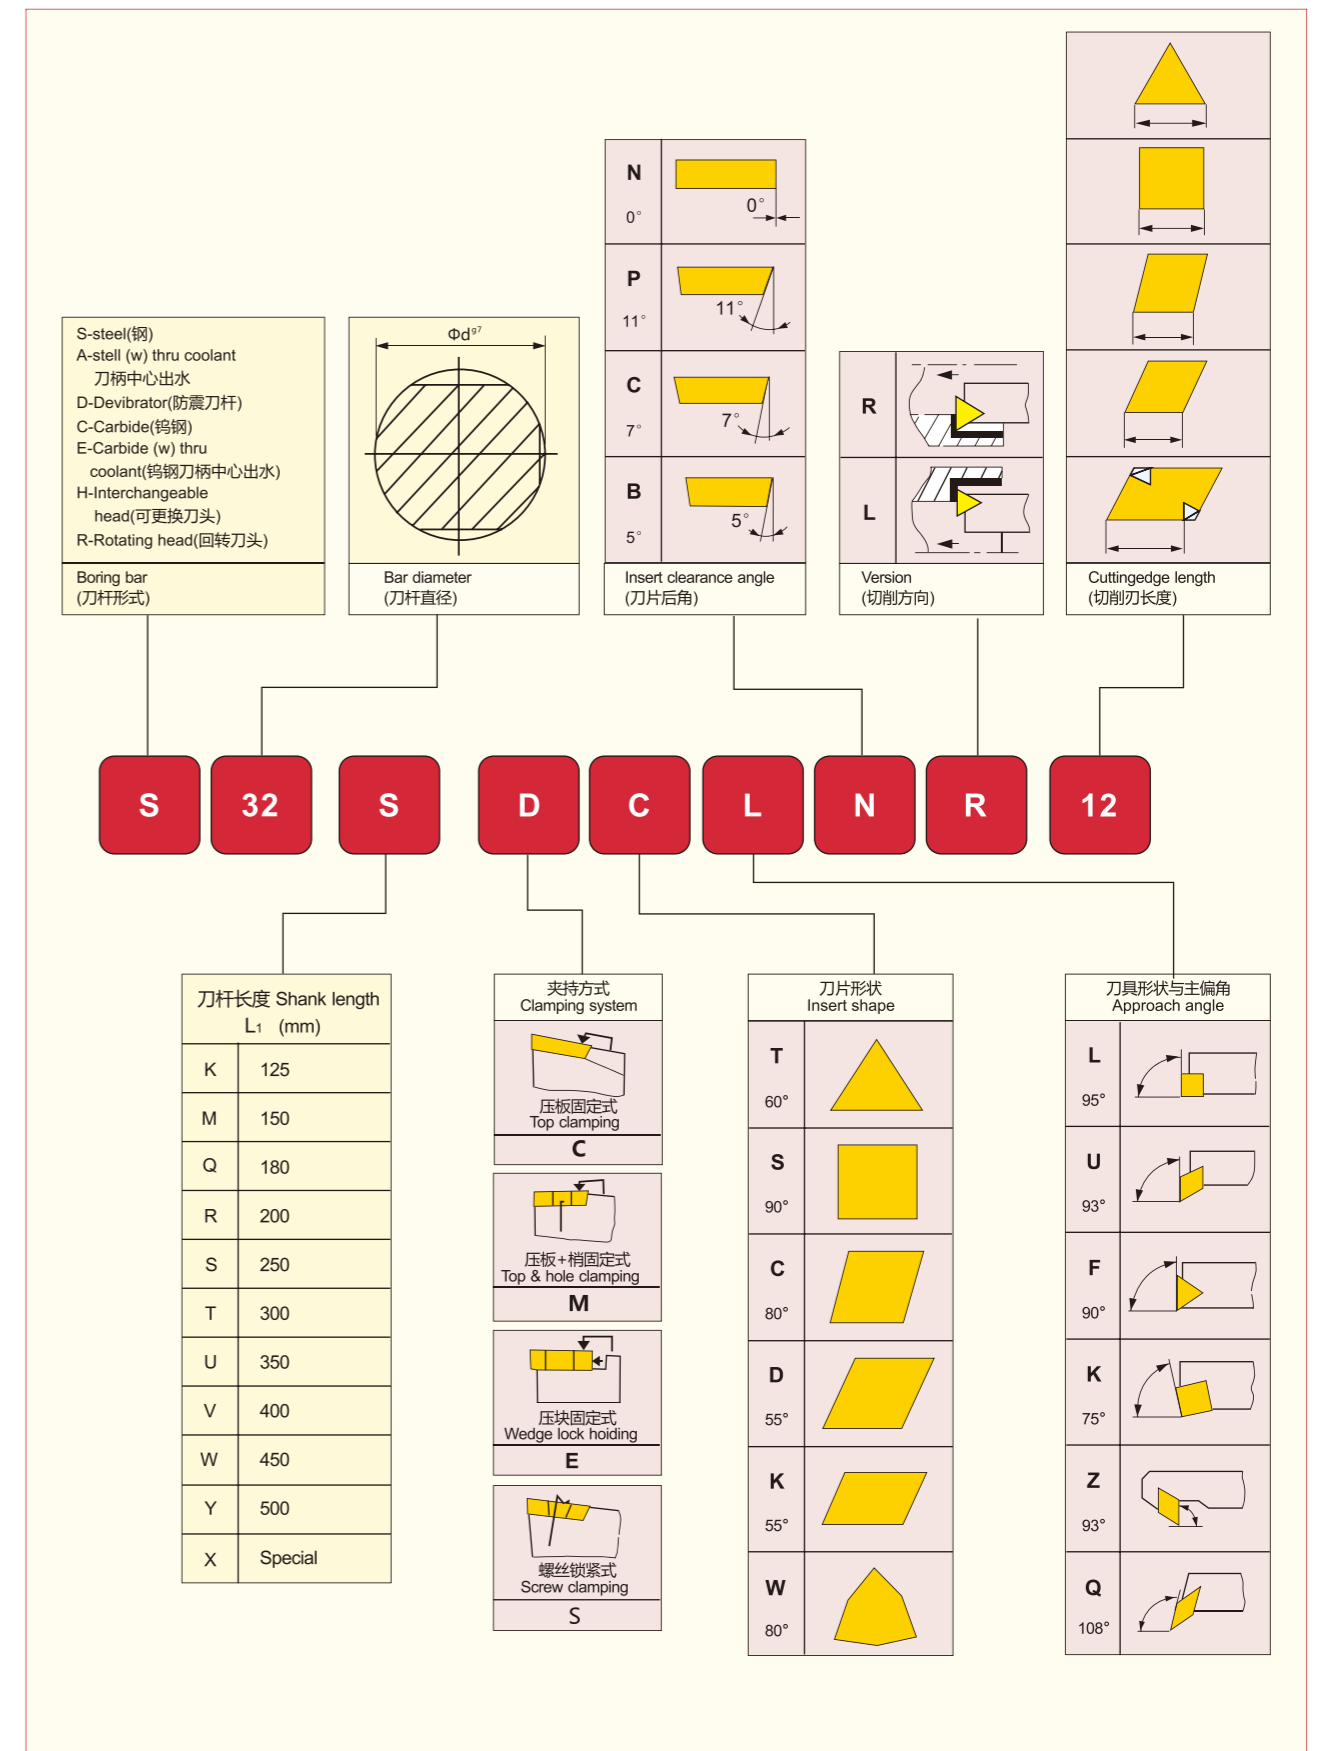 N
0°
0°
P
11°
11°
C
7°
7°
B
5°
5°
Insert clearance angle
(刀片后角)
S-steel(钢)
A-stell (w) thru coolant
刀柄中心出水
D-Devibrator(防震刀杆)
C-Carbide(钨钢)
E-Carbide (w) thru
coolant(钨钢刀柄中心出水)
H-Interchangeable
head(可更换刀头)
R-Rotating head(回转刀头)
Boring bar
(刀杆形式)
Φd g7
Bar diameter
(刀杆直径)
R
L
Version
(切削方向)
Cuttingedge length
(切削刃长度)
S 32 S D C L N R 12
刀杆长度 Shank length
L1 (mm)
K 125
M 150
Q 180
R 200
S 250
T 300
U 350
V 400
W 450
Y 500
X Special
夹持方式
Clamping system
压板固定式
Top clamping
C
压板+梢固定式
Top & hole clamping
M
压块固定式
Wedge lock hoiding
E
螺丝锁紧式
Screw clamping
S
刀片形状
Insert shape
T
60°
S
90°
C
80°
D
55°
K
55°
W
80°
刀具形状与主偏角
Approach angle
L
95°
U
93°
F
90°
K
75°
Z
93°
Q
108°